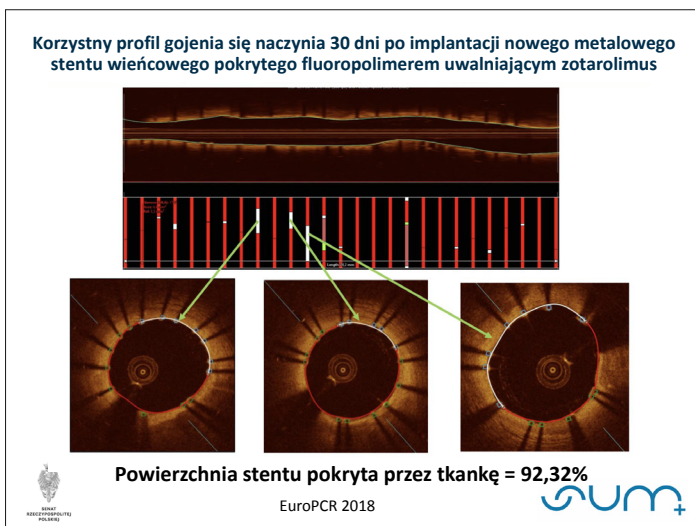 Korzystny profil gojenia się naczynia 30 dni po implantacji nowego metalowego
stentu wieńcowego pokrytego fluoropolimerem uwalniającym zotarolimus
Powierzchnia stentu pokryta przez tkankę = 92,32%
EuroPCR 2018
SENAT
RZECZYPOSPOLITEJ
POLSKIEJ
sum